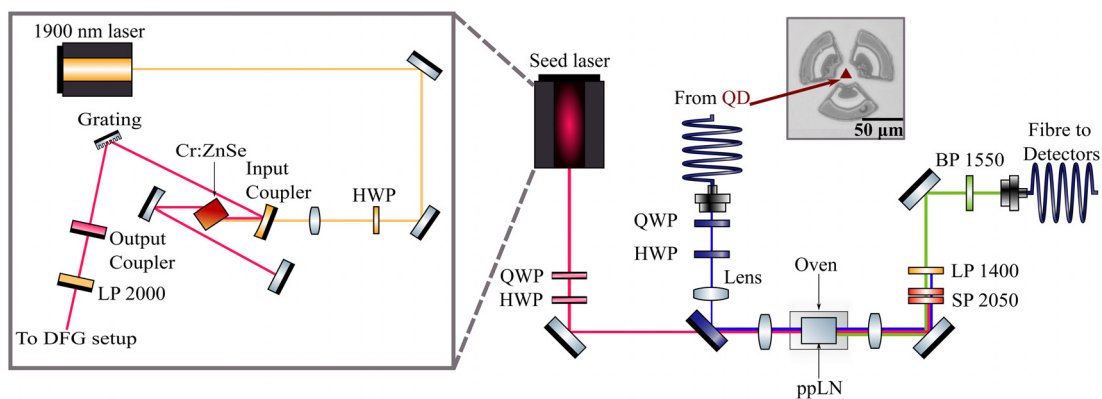 1900 nm laser
Grating
Cr:ZnSe
Input
Coupler
HWP
Output
Coupler
LP 2000
To DFG setup
Seed laser
QWP
HWP
From QD
QWP
HWP
Lens
Oven
ppLN
50 µm
BP 1550
Fibre to
Detectors
LP 1400
SP 2050